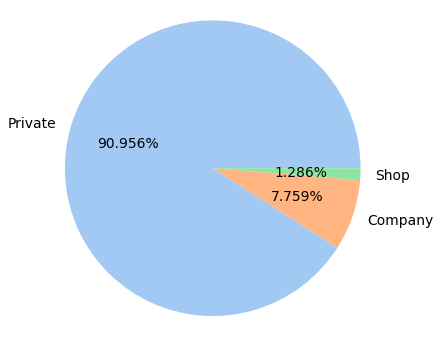 Private
90.956%
1.286%
Shop
7.759%
Company